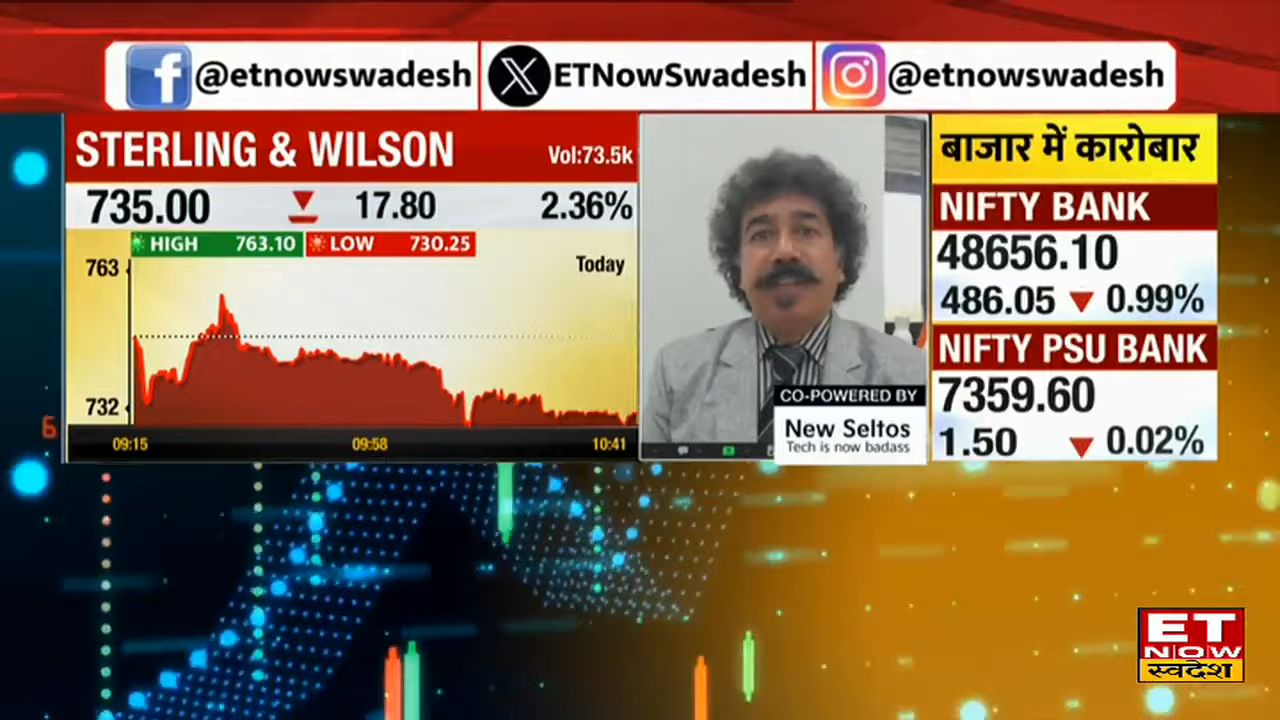 @etnowswadesh
ETNowSwadesh
@etnowswadesh
STERLING & WILSON Vol:73.5k
735.00 17.80 2.36%
HIGH 763.10 LOW 730.25
Today
763
732
09:15 09:58 10:41
CO-POWERED BY
New Seltos
Tech is now badass
बाजार में कारोबार
NIFTY BANK
48656.10
486.05 0.99%
NIFTY PSU BANK
7359.60
1.50 0.02%
6
ET
NOW
स्वदेश